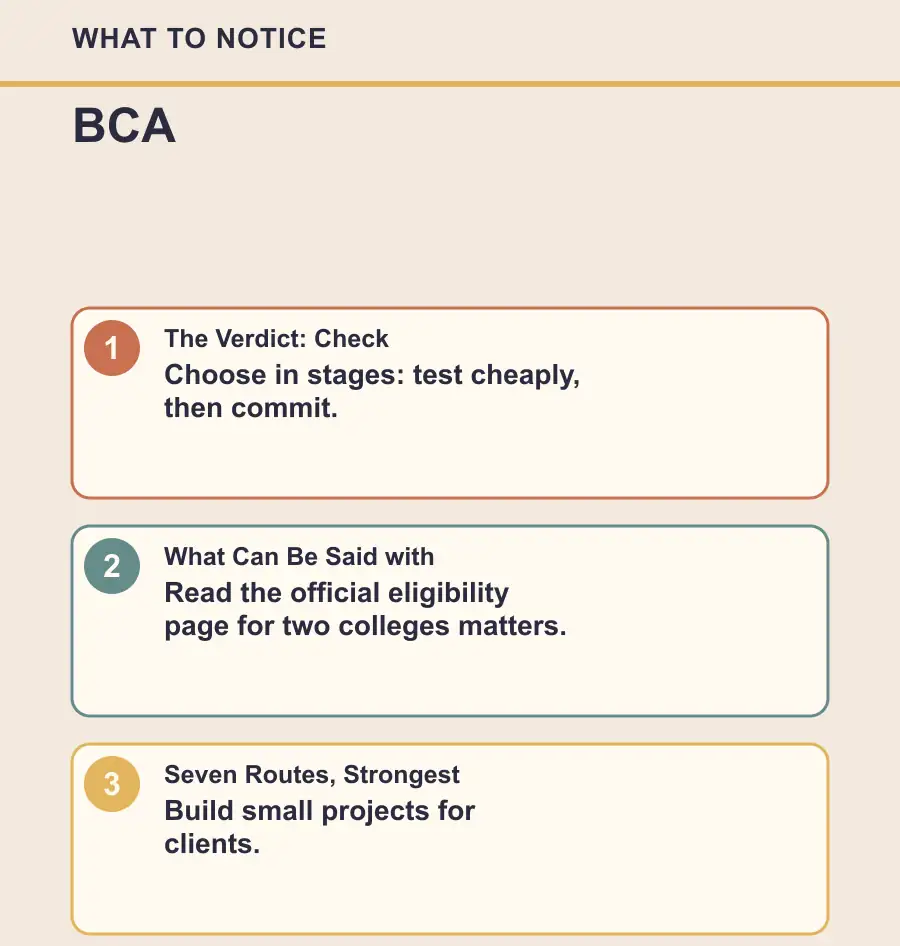 WHAT TO NOTICE
BCA
1
The Verdict: Check
Choose in stages: test cheaply,
then commit.
2
What Can Be Said with
Read the official eligibility
page for two colleges matters.
3
Seven Routes, Strongest
Build small projects for
clients.